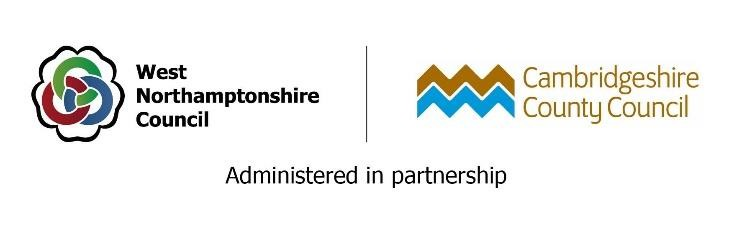 West
Northamptonshire
Council
Cambridgeshire
County Council
Administered in partnership